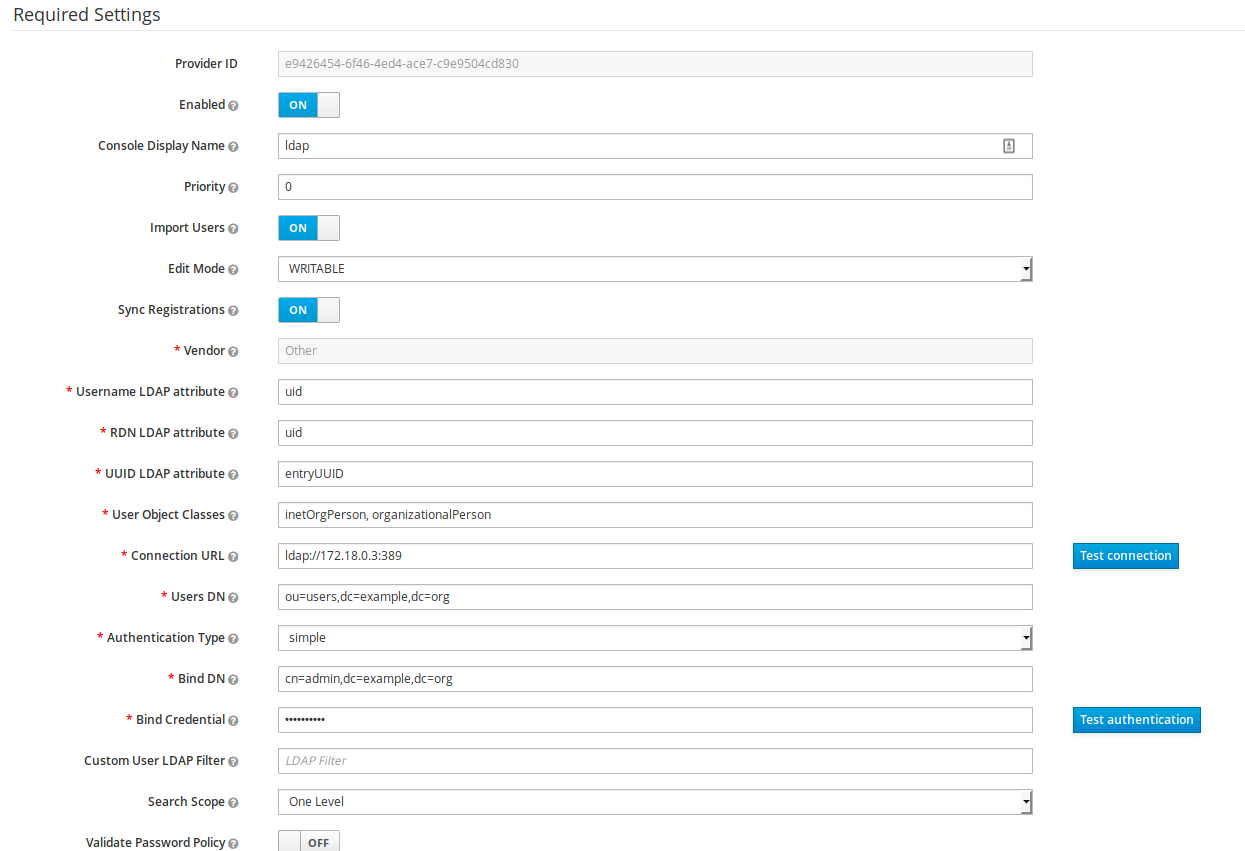 Required Settings
Provider ID e9426454-6f46-4ed4-ace7-c9e9504cd830
Enabled ? ON
Console Display Name ? ldap
Priority ? 0
Import Users ? ON
Edit Mode ? WRITABLE
Sync Registrations ? ON
* Vendor ? Other
* Username LDAP attribute ? uid
* RDN LDAP attribute ? uid
* UUID LDAP attribute ? entryUUID
* User Object Classes ? inetOrgPerson, organizationalPerson
* Connection URL ? ldap://172.18.0.3:389 Test connection
* Users DN ? ou=users,dc=example,dc=org
* Authentication Type ? simple
* Bind DN ? cn=admin,dc=example,dc=org
* Bind Credential ? •••••••••• Test authentication
Custom User LDAP Filter ? LDAP Filter
Search Scope ? One Level
Validate Password Policy ? OFF